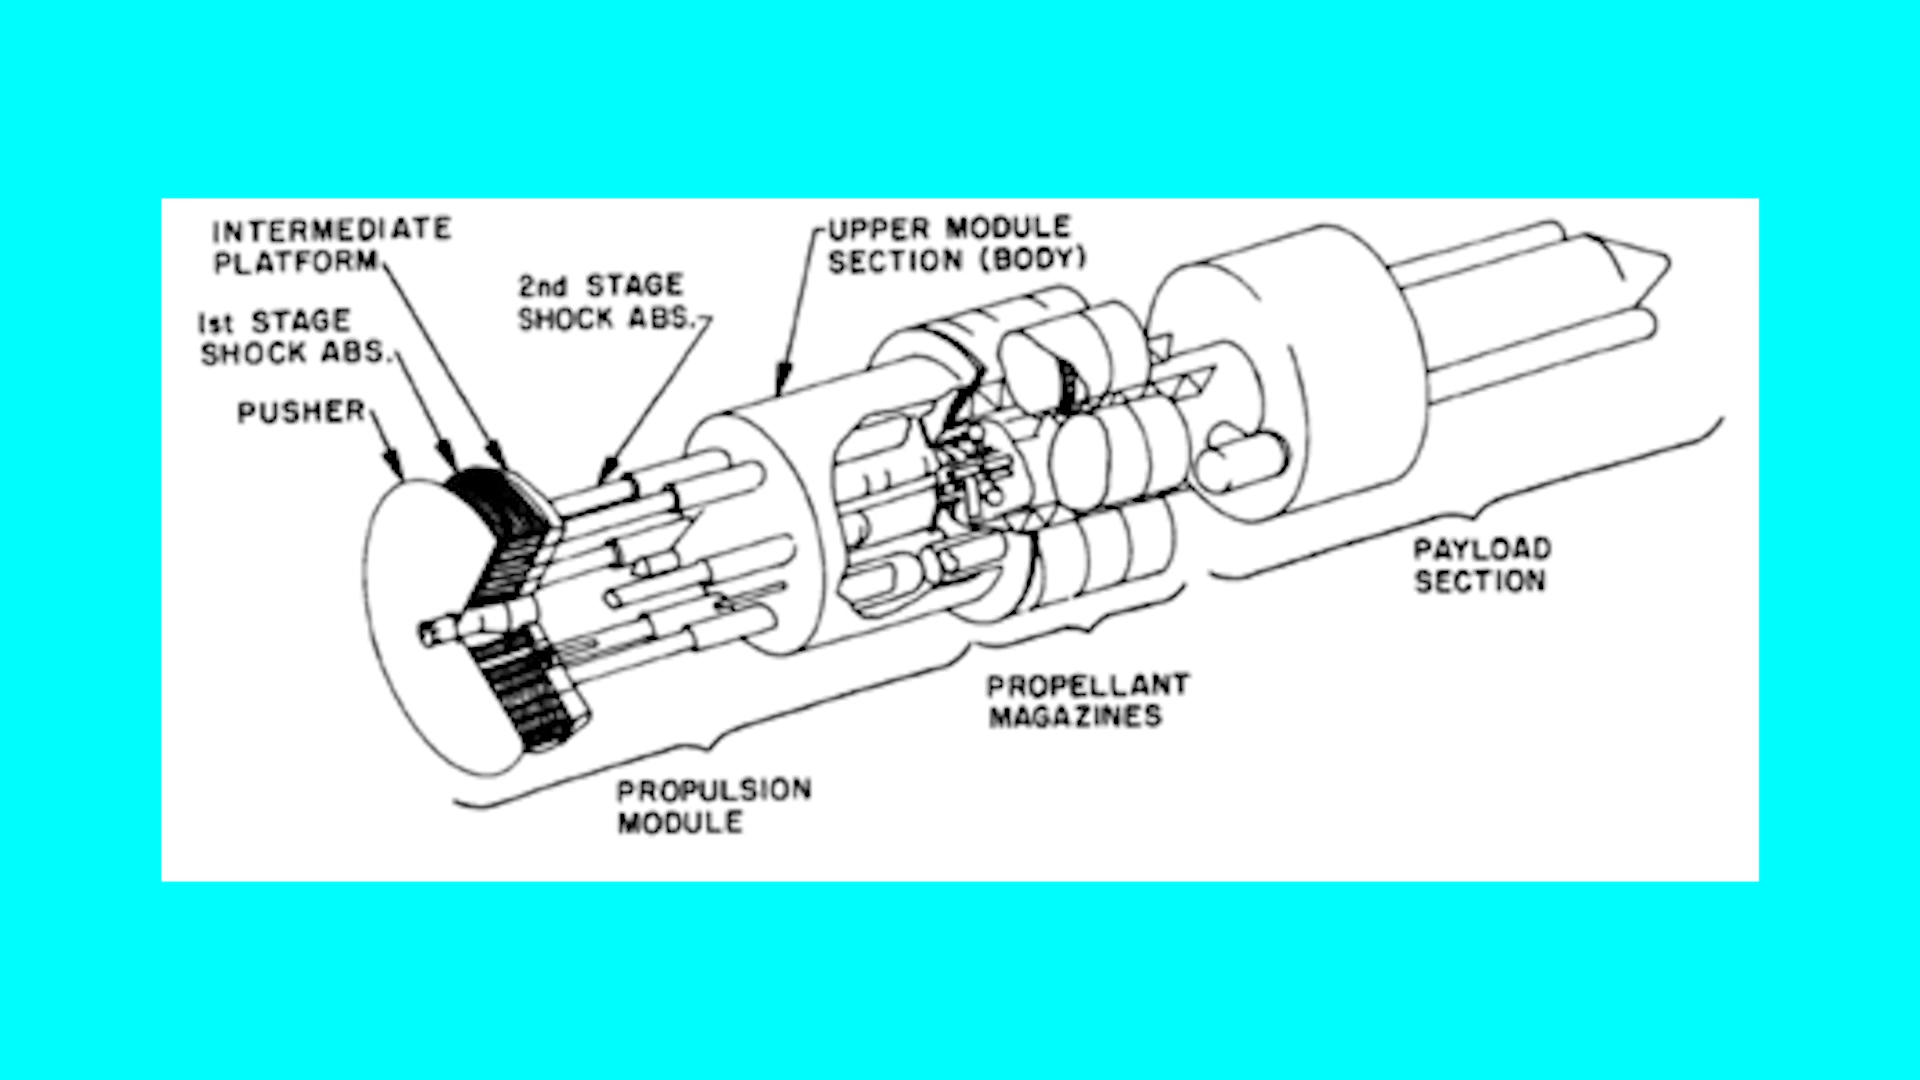 INTERMEDIATE
PLATFORM
1st STAGE
SHOCK ABS.
PUSHER
2nd STAGE
SHOCK ABS.
UPPER MODULE
SECTION (BODY)
PAYLOAD
SECTION
PROPELLANT
MAGAZINES
PROPULSION
MODULE